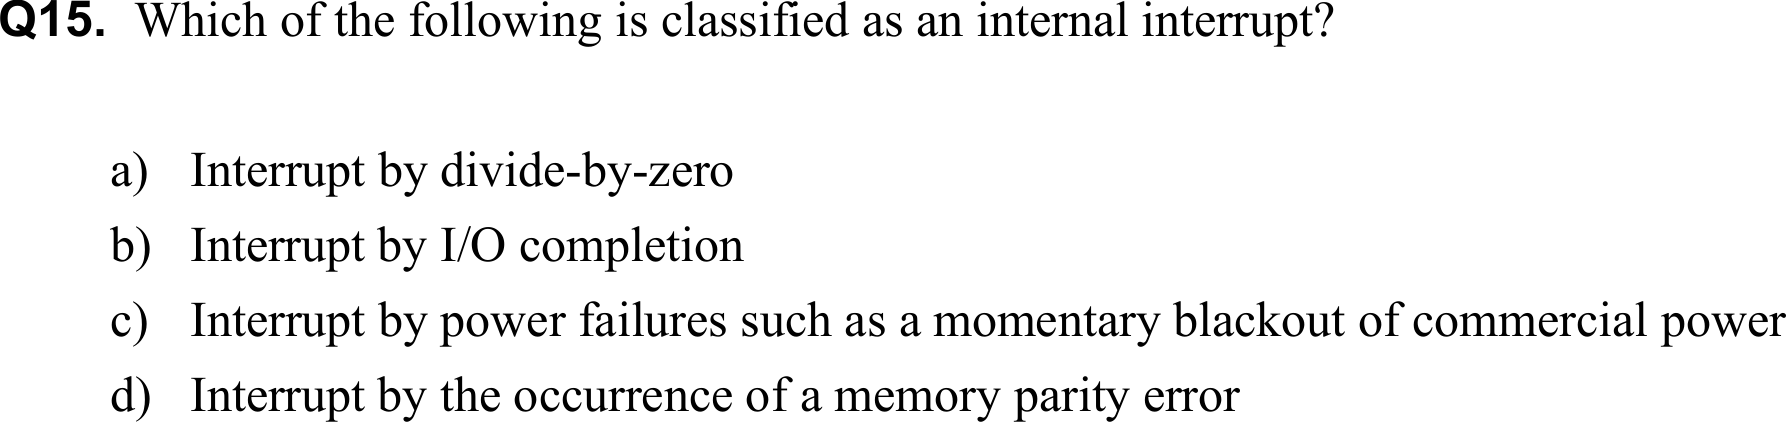 Q15. Which of the following is classified as an internal interrupt?
a) Interrupt by divide-by-zero
b) Interrupt by I/O completion
c) Interrupt by power failures such as a momentary blackout of commercial power
d) Interrupt by the occurrence of a memory parity error